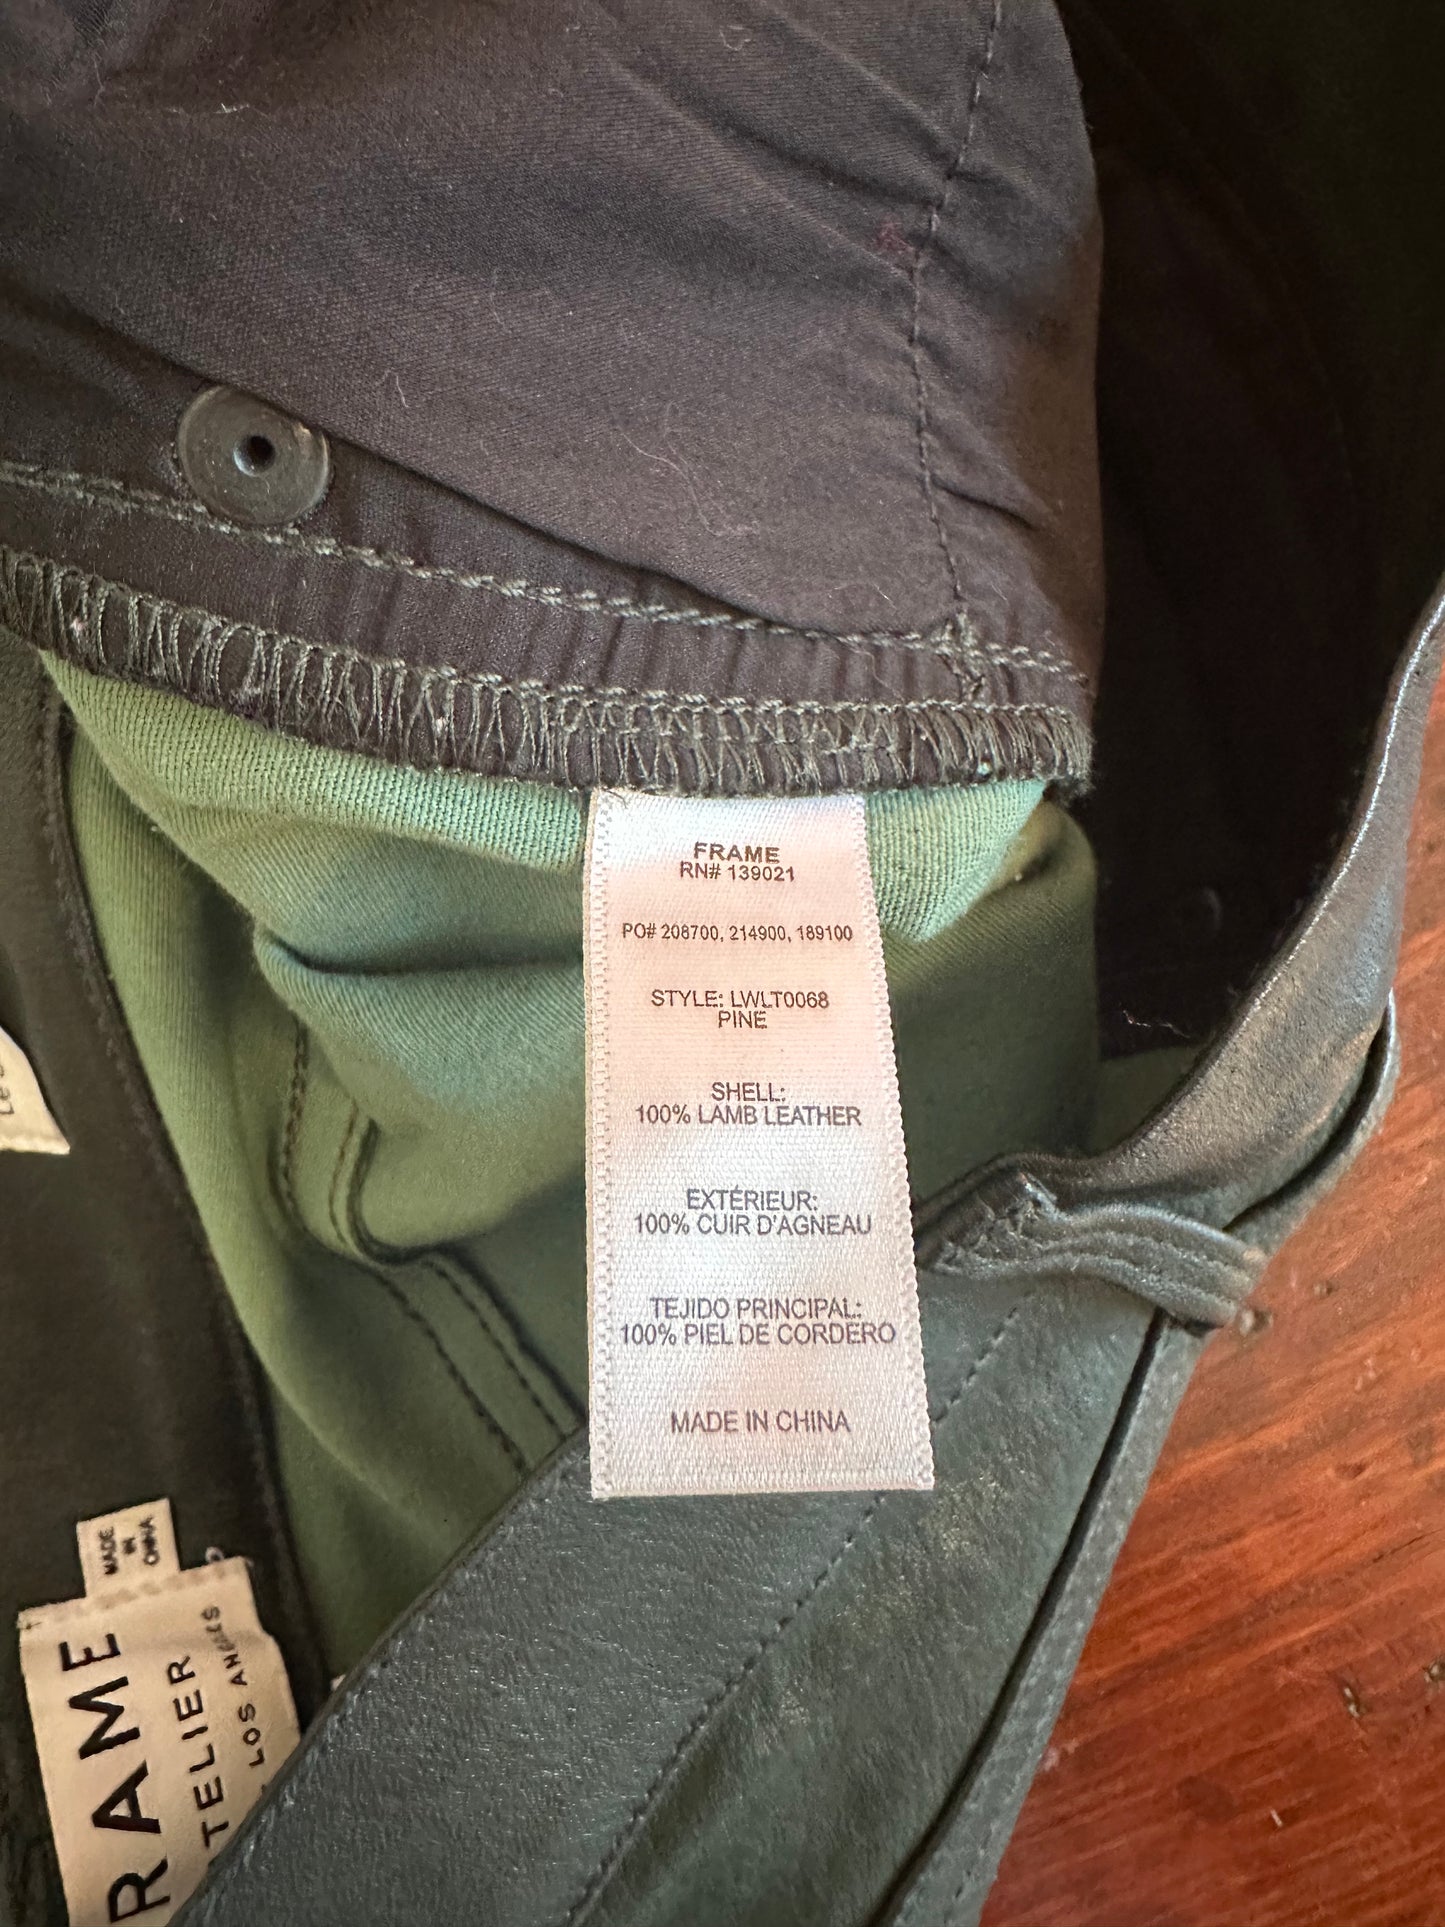 FRAME
RN# 139021
PO# 208700, 214900, 189100
STYLE: LWLT0068
PINE
SHELL:
100% LAMB LEATHER
EXTÉRIEUR:
100% CUIR D'AGNEAU
TEJIDO PRINCIPAL:
100% PIEL DE CORDERO
MADE IN CHINA
MADE
IN
CHINA
RAME
TELIER
LOS ANGELES